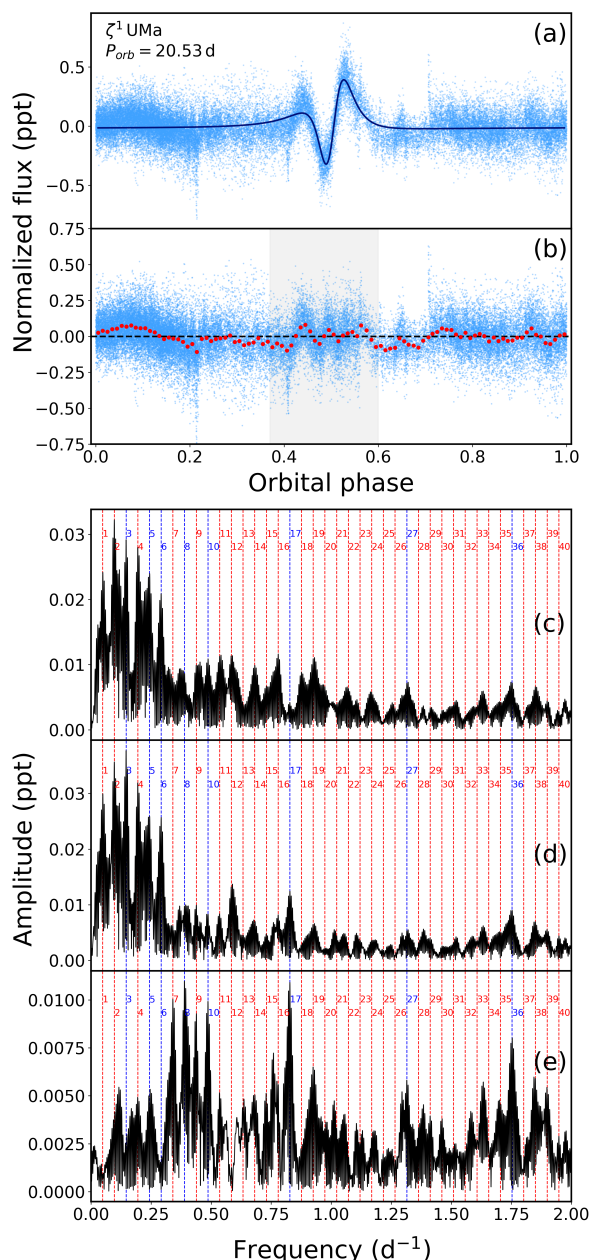 ζ¹ UMa
P_orb = 20.53 d
(a)
0.5
0.0
−0.5
Normalized flux (ppt)
(b)
0.75
0.50
0.25
0.00
−0.25
−0.50
−0.75
0.0 0.2 0.4 0.6 0.8 1.0
Orbital phase
1 3 5 7 9 11 13 15 17 19 21 23 25 27 29 31 33 35 37 39
2 4 6 8 10 12 14 16 18 20 22 24 26 28 30 32 34 36 38 40
(c)
0.03
0.02
0.01
0.00
1 3 5 7 9 11 13 15 17 19 21 23 25 27 29 31 33 35 37 39
2 4 6 8 10 12 14 16 18 20 22 24 26 28 30 32 34 36 38 40
(d)
0.03
0.02
0.01
0.00
Amplitude (ppt)
1 3 5 7 9 11 13 15 17 19 21 23 25 27 29 31 33 35 37 39
2 4 6 8 10 12 14 16 18 20 22 24 26 28 30 32 34 36 38 40
(e)
0.0100
0.0075
0.0050
0.0025
0.0000
0.00 0.25 0.50 0.75 1.00 1.25 1.50 1.75 2.00
Frequency (d⁻¹)